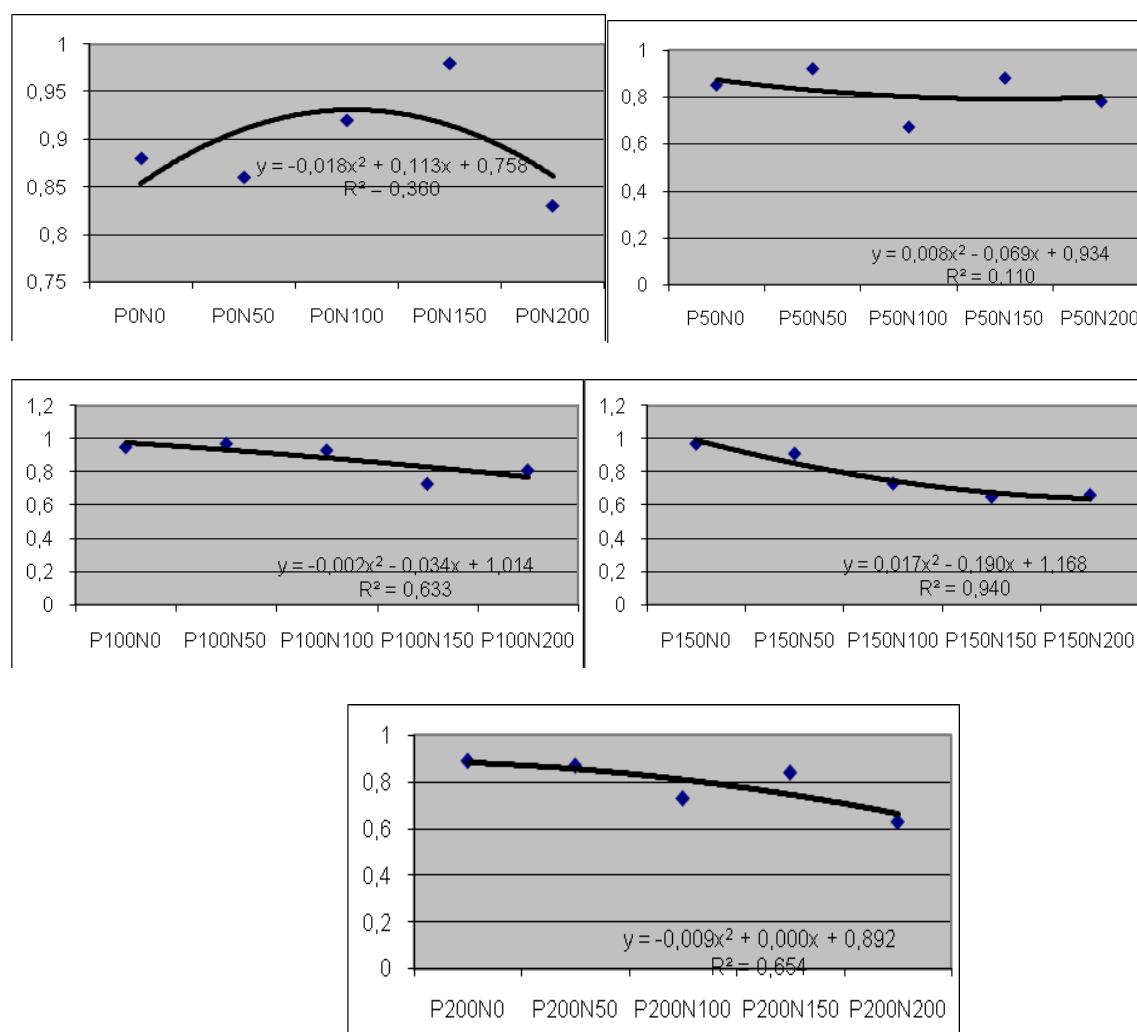 1
0,95
0,9
0,85
0,8
0,75
y = -0,018x² + 0,113x + 0,758
R² = 0,360
P0N0 P0N50 P0N100 P0N150 P0N200
1
0,8
0,6
0,4
0,2
0
y = 0,008x² - 0,069x + 0,934
R² = 0,110
P50N0 P50N50 P50N100 P50N150 P50N200
1,2
1
0,8
0,6
0,4
0,2
0
y = -0,002x² - 0,034x + 1,014
R² = 0,633
P100N0 P100N50 P100N100 P100N150 P100N200
1,2
1
0,8
0,6
0,4
0,2
0
y = 0,017x² - 0,190x + 1,168
R² = 0,940
P150N0 P150N50 P150N100 P150N150 P150N200
1
0,8
0,6
0,4
0,2
0
y = -0,009x² + 0,000x + 0,892
R² = 0,654
P200N0 P200N50 P200N100 P200N150 P200N200